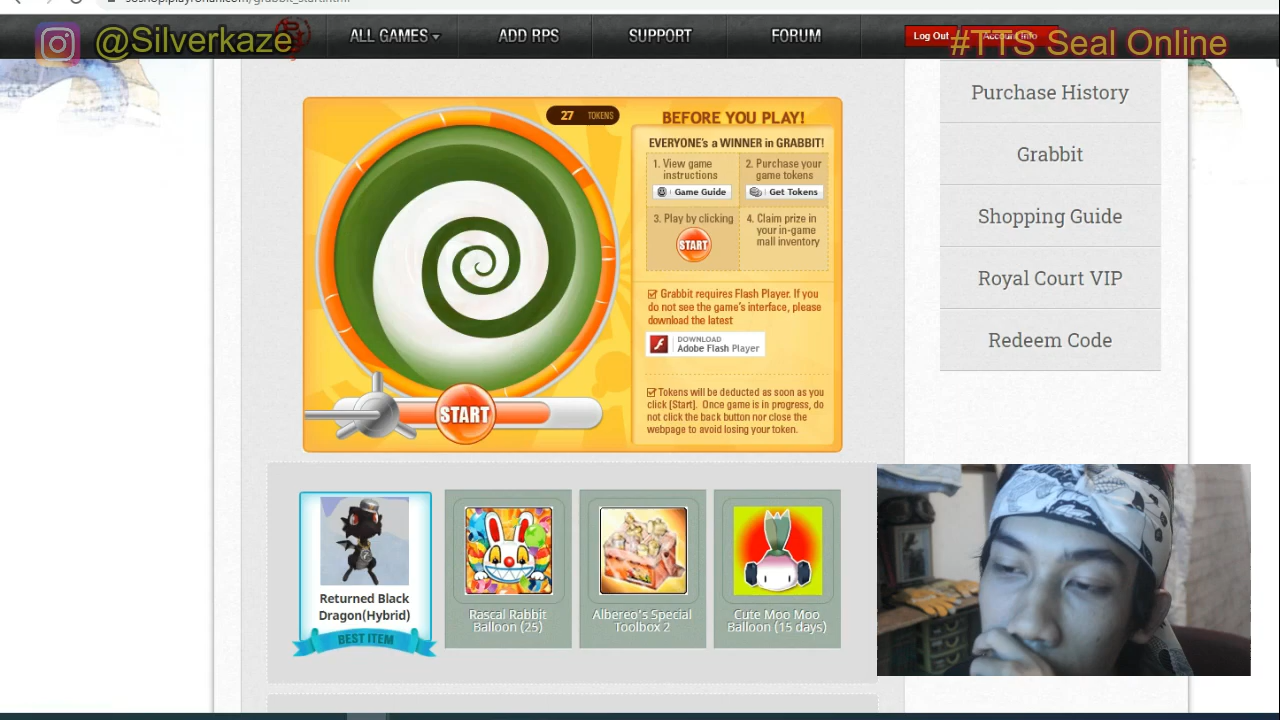 @Silverkaze
ALL GAMES
ADD RPS
SUPPORT
FORUM
Log Out
#TTS Seal Online
27 TOKENS
BEFORE YOU PLAY!
EVERYONE's a WINNER in GRABBIT!
1. View game
instructions
Game Guide
2. Purchase your
game tokens
Get Tokens
3. Play by clicking
START
4. Claim prize in
your in-game
mall inventory
Grabbit requires Flash Player. If you
do not see the game's interface, please
download the latest
DOWNLOAD
Adobe Flash Player
Tokens will be deducted as soon as you
click [Start]. Once game is in progress, do
not click the back button nor close the
webpage to avoid losing your token.
START
Returned Black
Dragon(Hybrid)
BEST ITEM
Rascal Rabbit
Balloon (25)
Albereo's Special
Toolbox 2
Cute Moo Moo
Balloon (15 days)
Purchase History
Grabbit
Shopping Guide
Royal Court VIP
Redeem Code